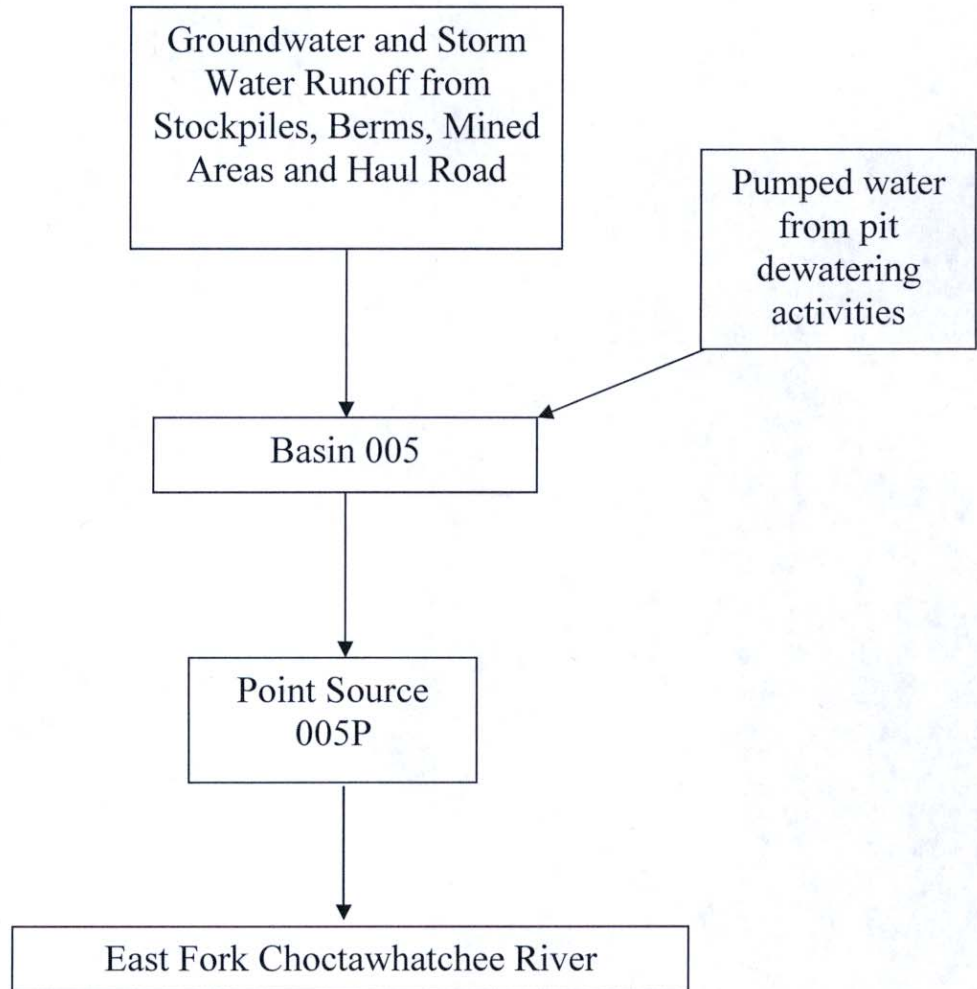 Groundwater and Storm
Water Runoff from
Stockpiles, Berms, Mined
Areas and Haul Road
Pumped water
from pit
dewatering
activities
Basin 005
Point Source
005P
East Fork Choctawhatchee River